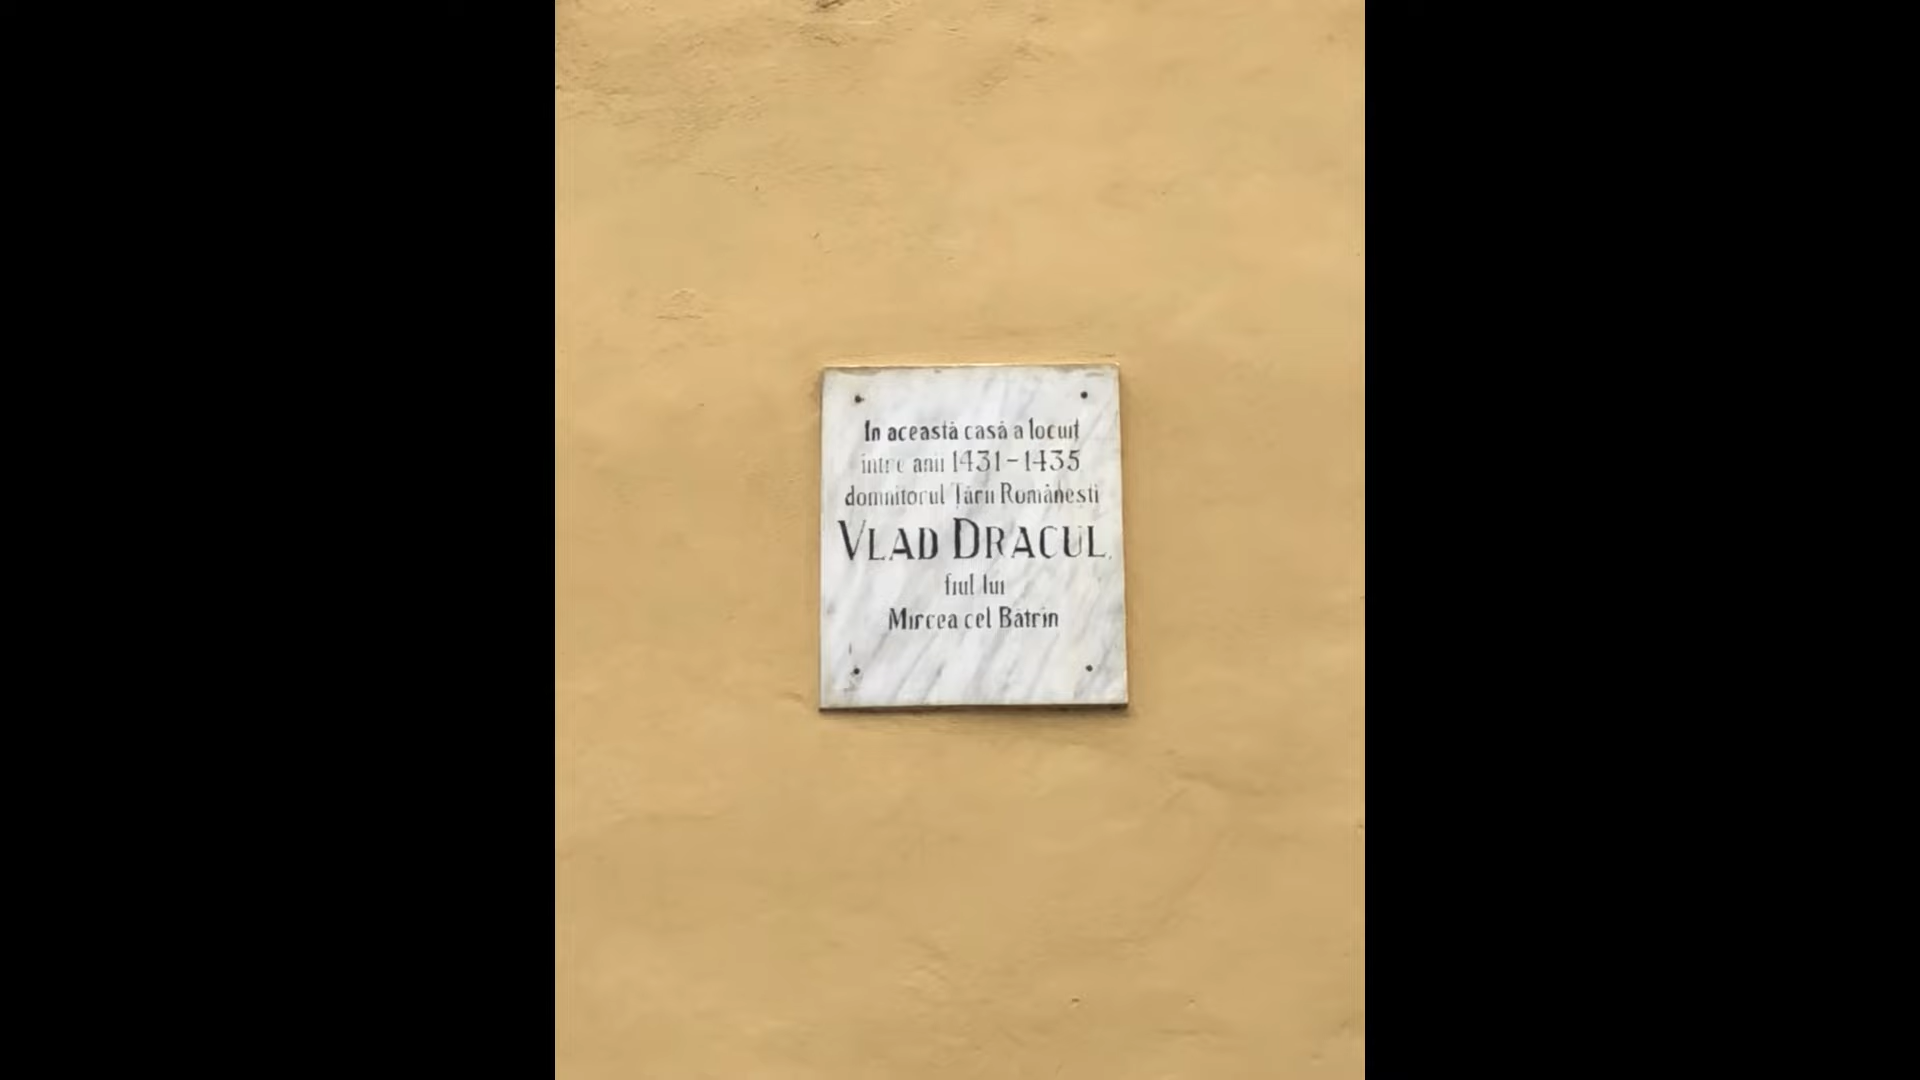 In această casă a locuit
între anii 1431-1435
domnitorul Țării Românești
VLAD DRACUL,
fiul lui
Mircea cel Bătrîn